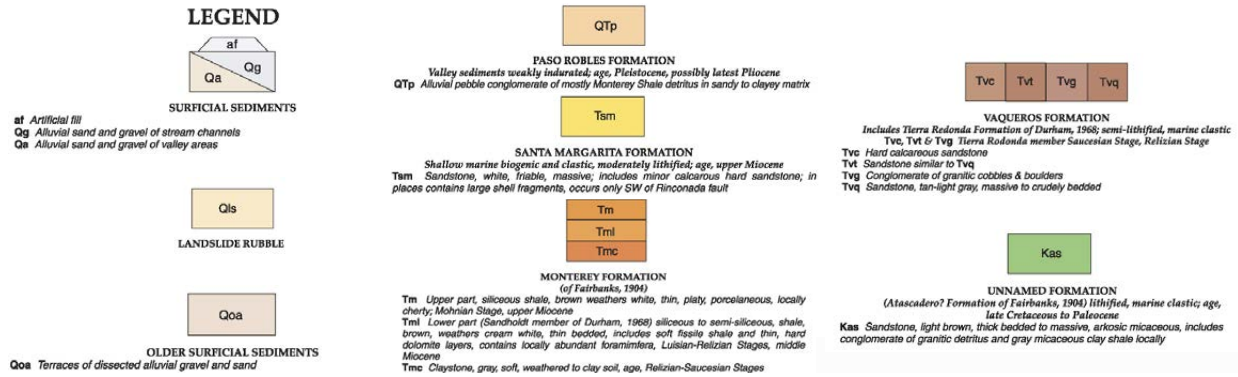 LEGEND
af
Qg
Qa
SURFICIAL SEDIMENTS
af Artificial fill
Qg Alluvial sand and gravel of stream channels
Qa Alluvial sand and gravel of valley areas
Qls
LANDSLIDE RUBBLE
Qoa
OLDER SURFICIAL SEDIMENTS
Qoa Terraces of dissected alluvial gravel and sand
QTp
PASO ROBLES FORMATION
Valley sediments weakly indurated; age, Pleistocene, possibly latest Pliocene
QTp Alluvial pebble conglomerate of mostly Monterey Shale detritus in sandy to clayey matrix
Tsm
SANTA MARGARITA FORMATION
Shallow marine biogenic and clastic, moderately lithified; age, upper Miocene
Tsm Sandstone, white, friable, massive; includes minor calcarous hard sandstone; in
places contains large shell fragments, occurs only SW of Rinconada fault
Tm
Tml
Tmc
MONTEREY FORMATION
(of Fairbanks, 1904)
Tm Upper part, siliceous shale, brown weathers white, thin, platy, porcelaneous, locally
cherty; Mohnian Stage, upper Miocene
Tml Lower part (Sandholdt member of Durham, 1968) siliceous to semi-siliceous, shale,
brown, weathers cream white, thin bedded, includes soft fissile shale and thin, hard
dolomite layers, contains locally abundant foramimfera, Luisian-Relizian Stages, middle
Miocene
Tmc Claystone, gray, soft, weathered to clay soil, age, Relizian-Saucesian Stages
Tvc Tvt Tvg Tvq
VAQUEROS FORMATION
Includes Tierra Redonda Formation of Durham, 1968; semi-lithified, marine clastic
Tvc, Tvt & Tvg Tierra Rodonda member Saucesian Stage, Relizian Stage
Tvc Hard calcareous sandstone
Tvt Sandstone similar to Tvq
Tvg Conglomerate of granitic cobbles & boulders
Tvq Sandstone, tan-light gray, massive to crudely bedded
Kas
UNNAMED FORMATION
(Atascadero? Formation of Fairbanks, 1904) lithified, marine clastic; age,
late Cretaceous to Paleocene
Kas Sandstone, light brown, thick bedded to massive, arkosic micaceous, includes
conglomerate of granitic detritus and gray micaceous clay shale locally